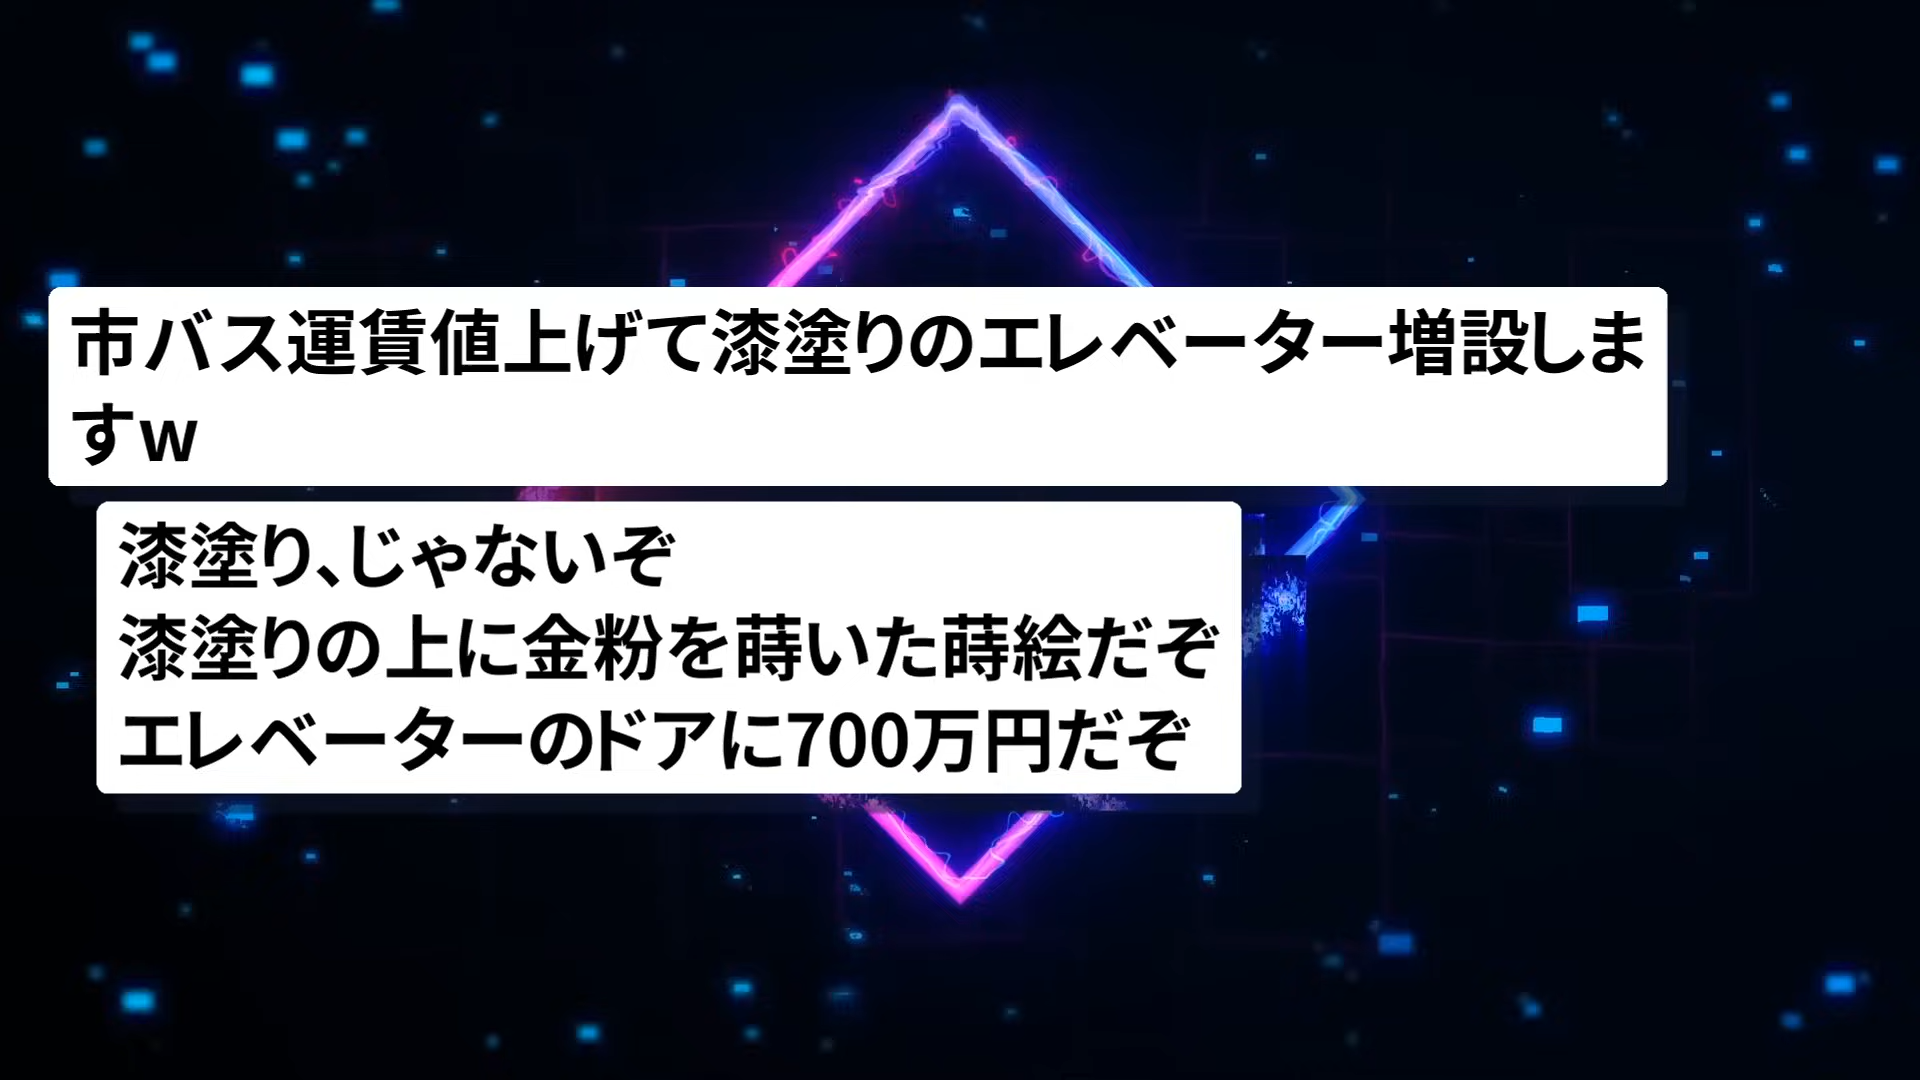 市バス運賃値上げて漆塗りのエレベーター増設しま
すw
漆塗り、じゃないぞ
漆塗りの上に金粉を蒔いた蒔絵だぞ
エレベーターのドアに700万円だぞ